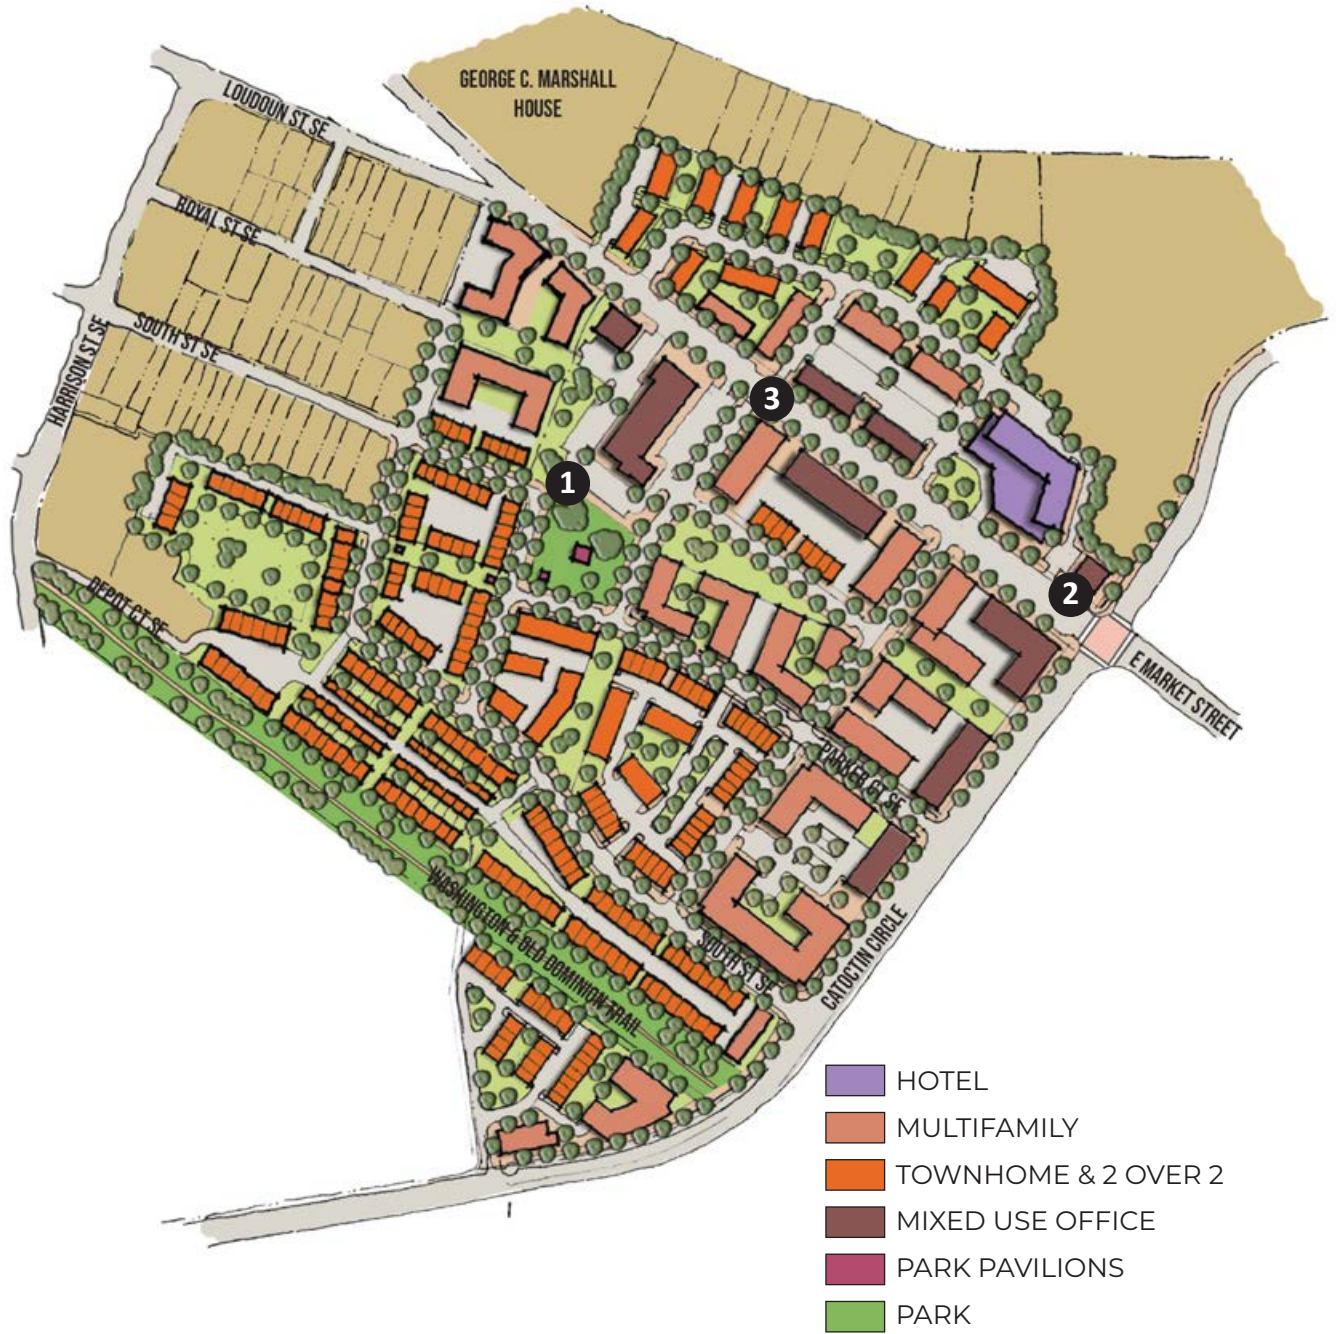 GEORGE C. MARSHALL
HOUSE
LOUDOUN ST SE
ROYAL ST SE
SOUTH ST SE
HARRISON ST SE
3
1
2
DEPOT CT SE
E MARKET STREET
PARKER CT SE
WASHINGTON & OLD DOMINION TRAIL
SOUTH ST SE
CATOCTIN CIRCLE
HOTEL
MULTIFAMILY
TOWNHOME & 2 OVER 2
MIXED USE OFFICE
PARK PAVILIONS
PARK